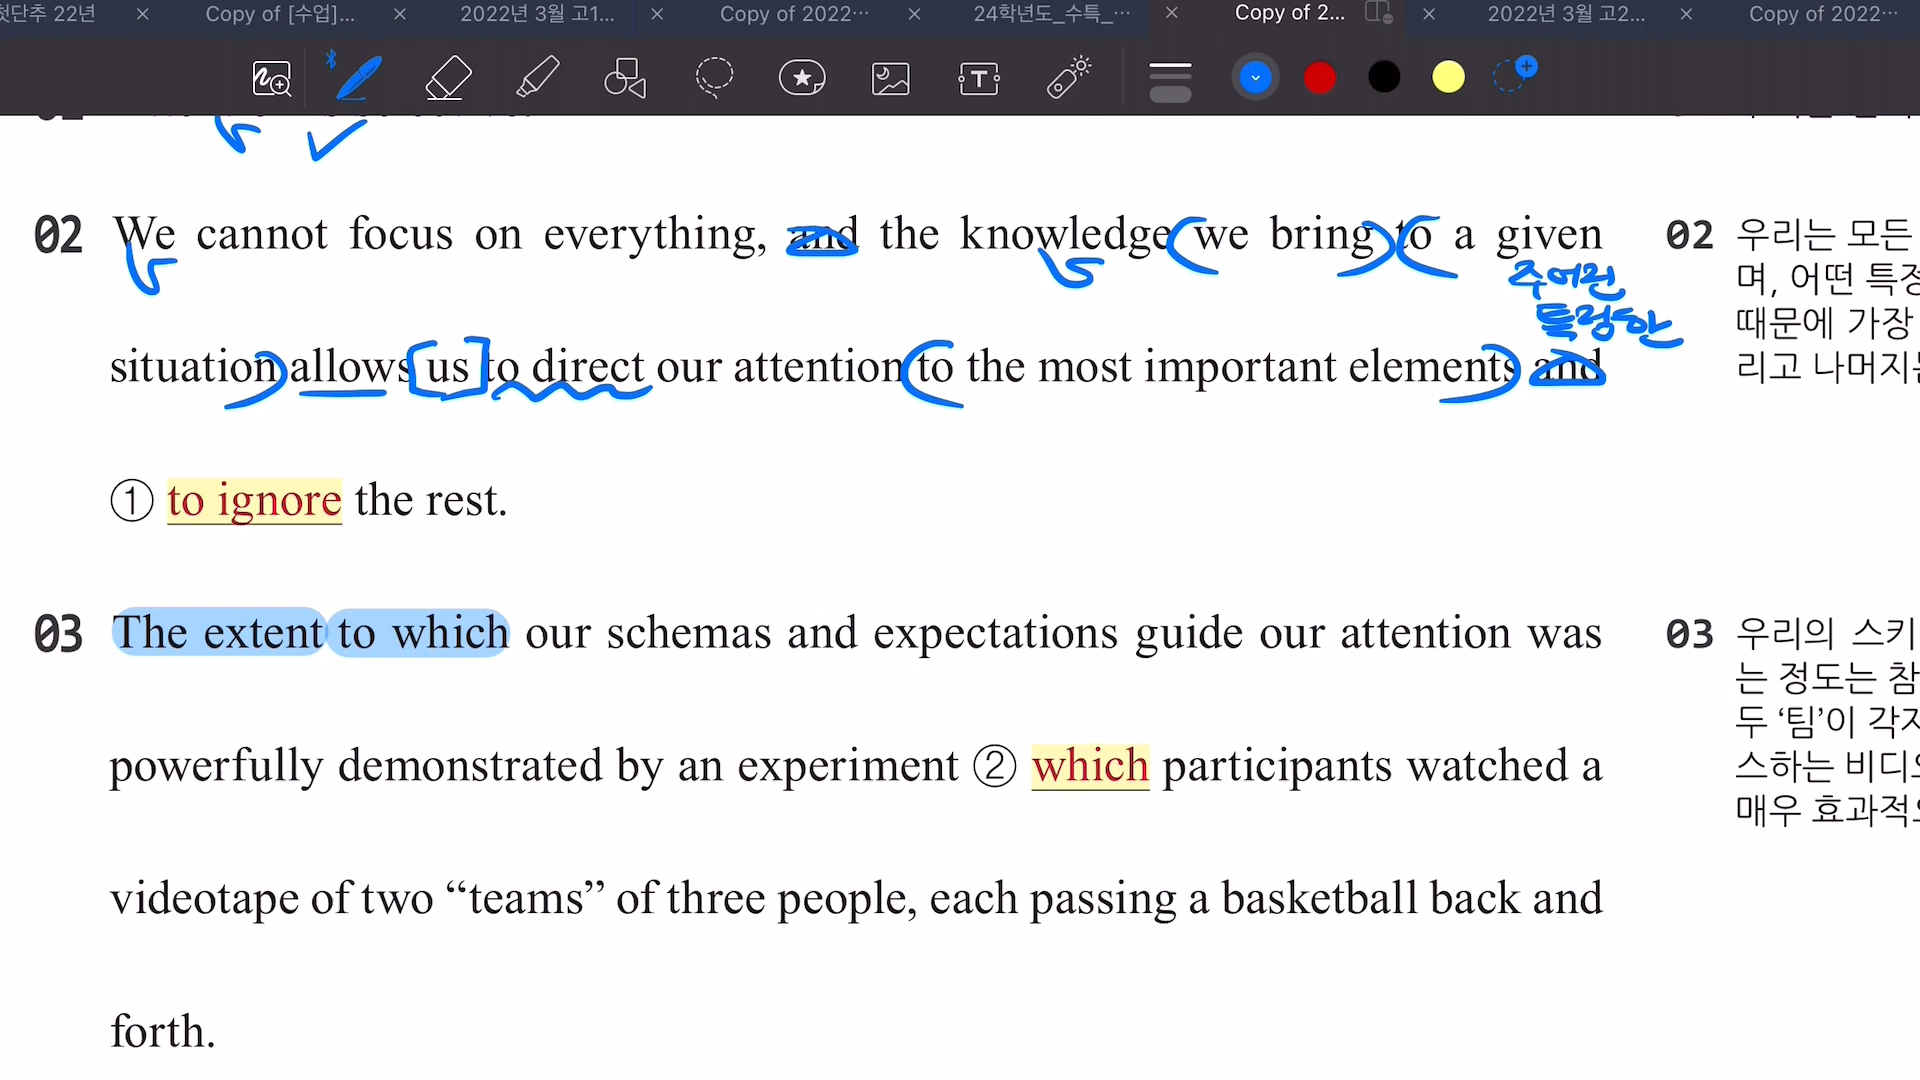 첫단추 22년
Copy of [수업]...
2022년 3월 고1...
Copy of 2022...
24학년도_수특_...
Copy of 2...
2022년 3월 고2...
Copy of 2022...
02 We cannot focus on everything, and the knowledge we bring to a given
주어진
특정한
situation allows us to direct our attention to the most important elements and
① to ignore the rest.
03 The extent to which our schemas and expectations guide our attention was
powerfully demonstrated by an experiment ② which participants watched a
videotape of two “teams” of three people, each passing a basketball back and
forth.
02 우리는 모든
며, 어떤 특정
때문에 가장
리고 나머지는
03 우리의 스키
는 정도는 참
두 ‘팀’이 각자
스하는 비디오
매우 효과적으